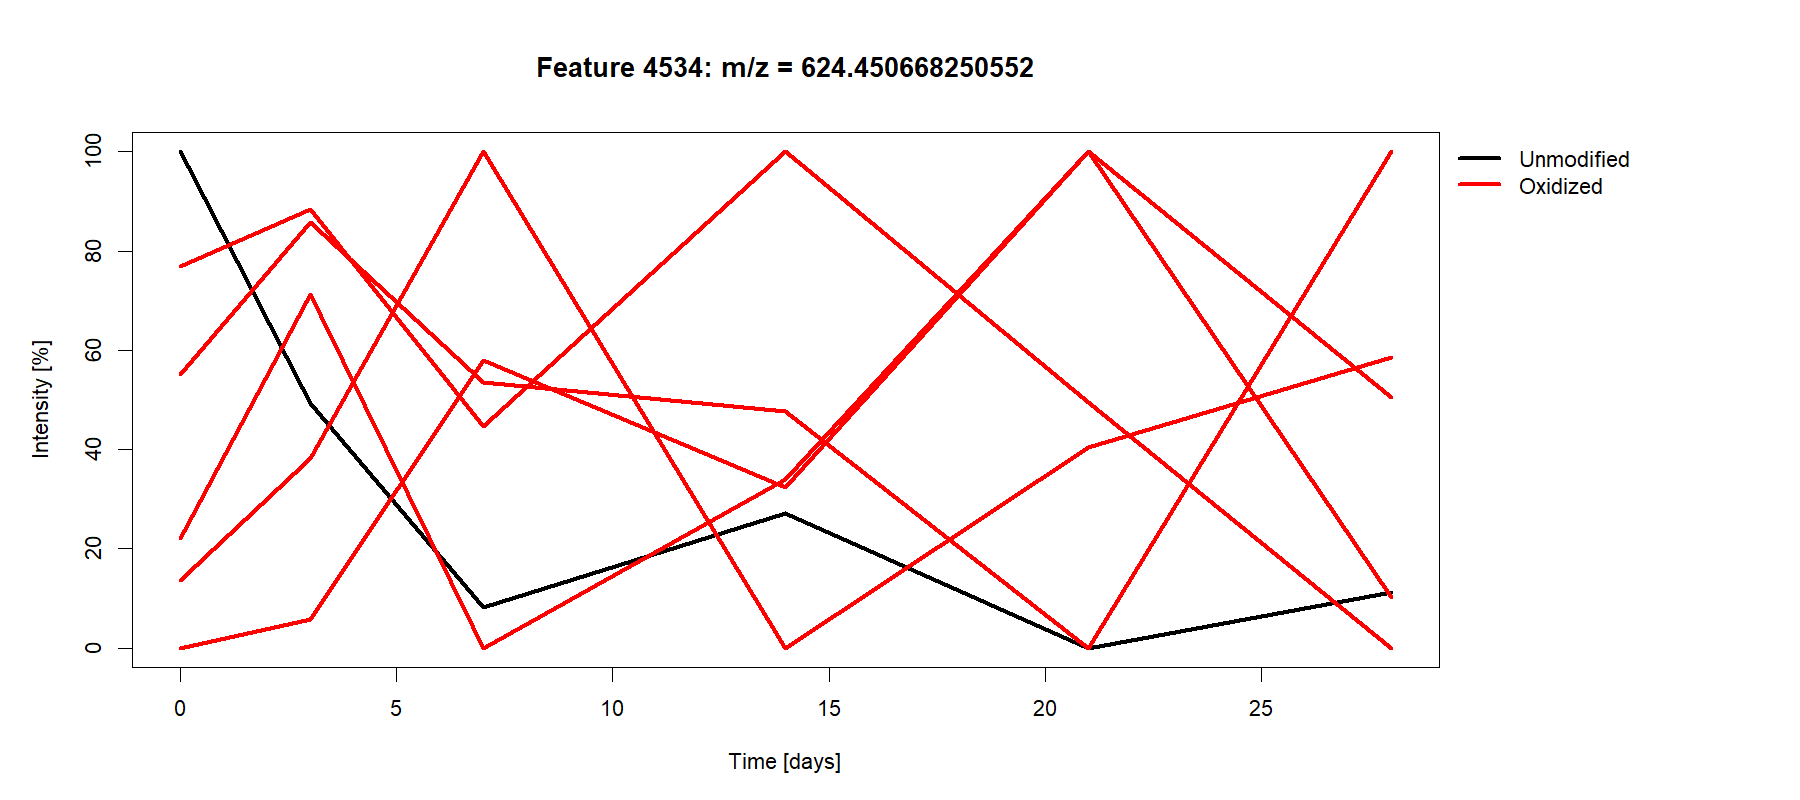 Feature 4534: m/z = 624.450668250552
Unmodified
Oxidized
Intensity [%]
100
80
60
40
20
0
0 5 10 15 20 25
Time [days]